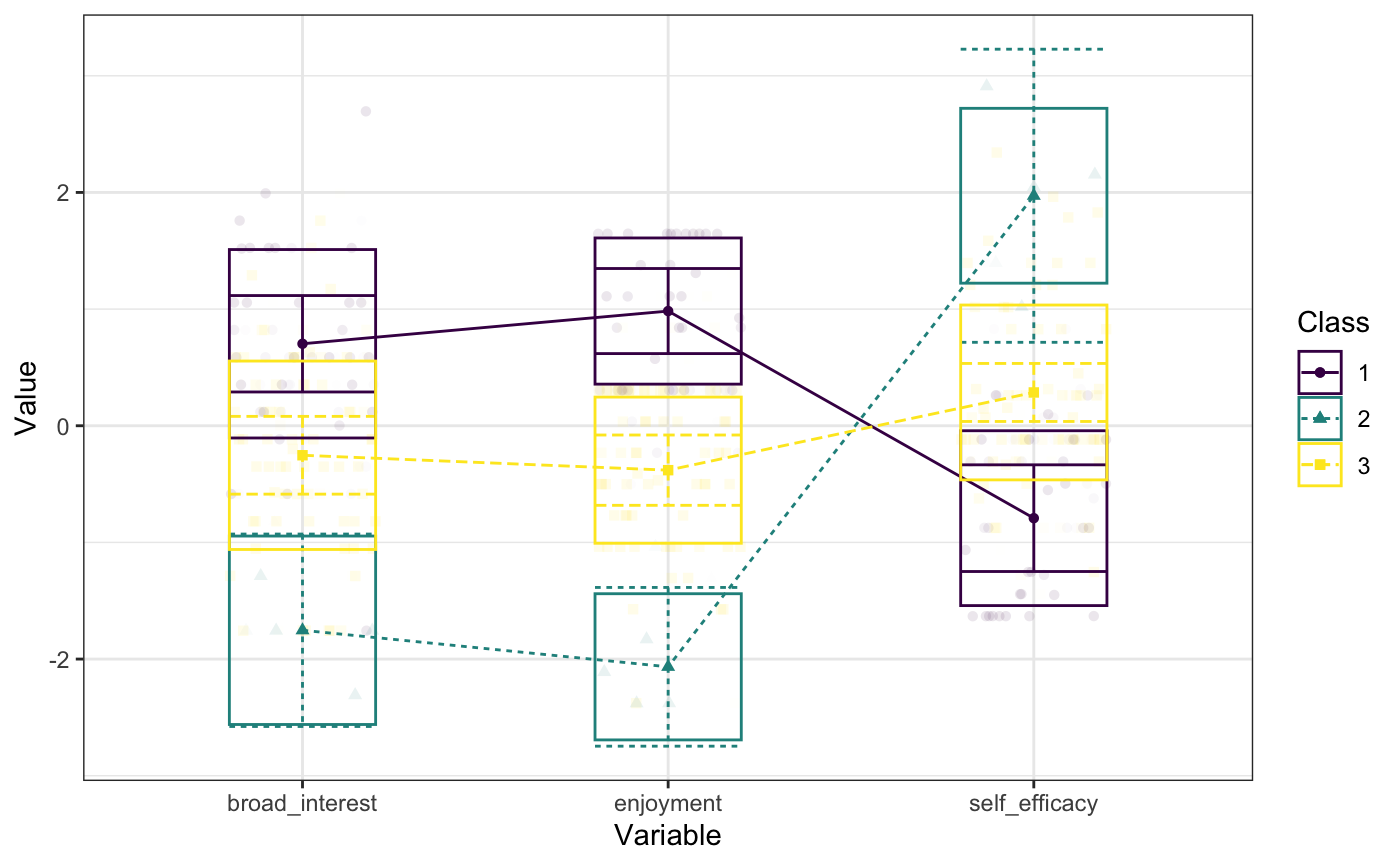 Value
2
0
-2
broad_interest
enjoyment
self_efficacy
Variable
Class
1
2
3